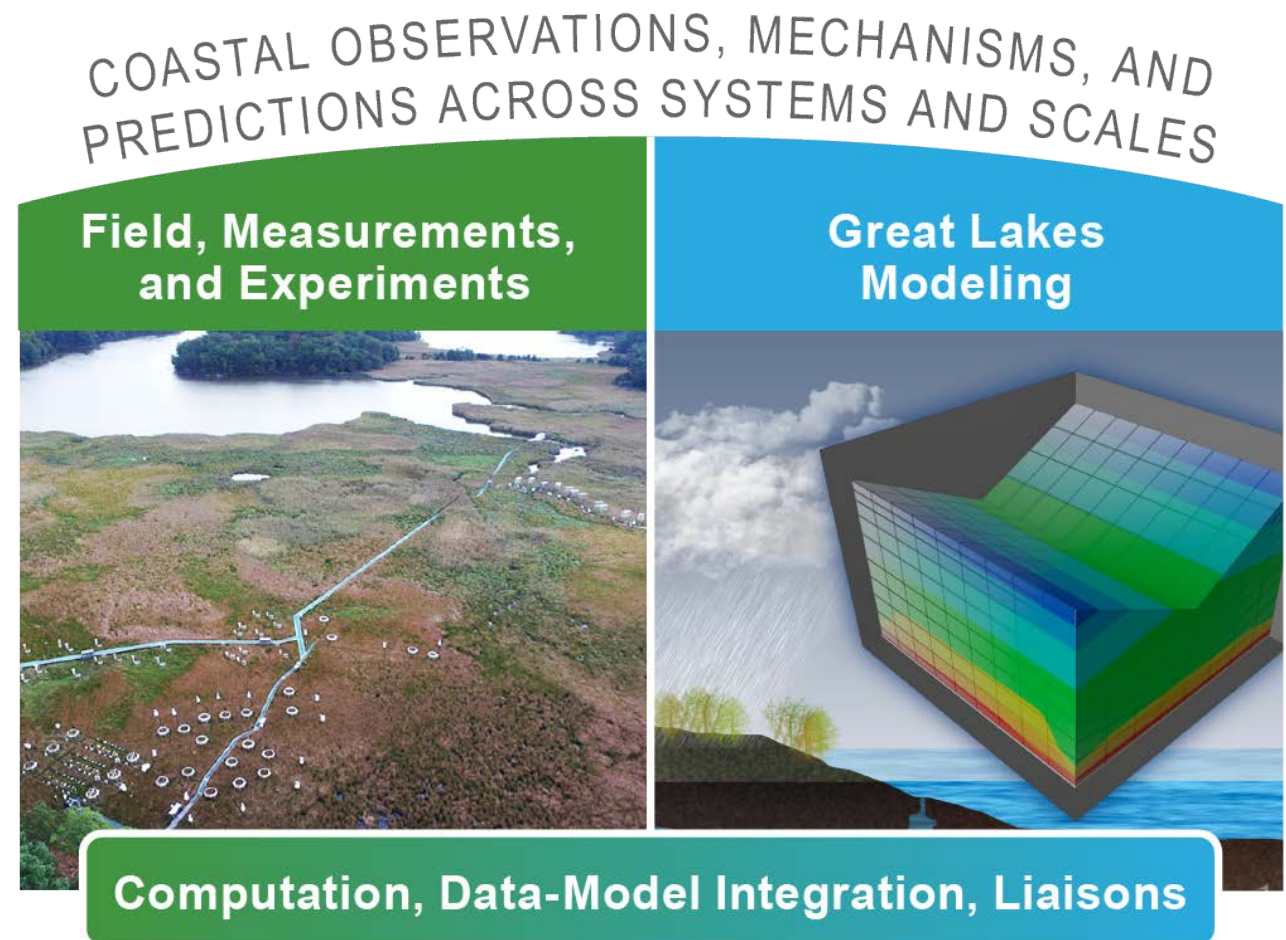 COASTAL OBSERVATIONS, MECHANISMS, AND
PREDICTIONS ACROSS SYSTEMS AND SCALES
Field, Measurements,
and Experiments
Great Lakes
Modeling
Computation, Data-Model Integration, Liaisons